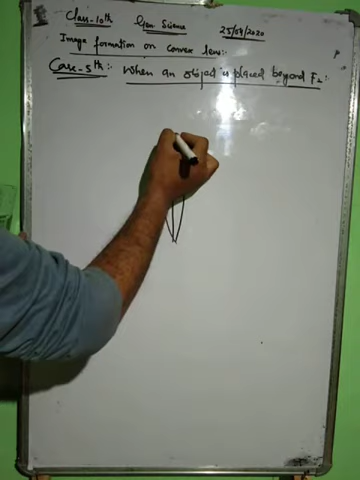 Class-10th Gen Science 25/04/2020
Image formation on convex lens:-
Case-5th:- When an object is placed beyond F2:-